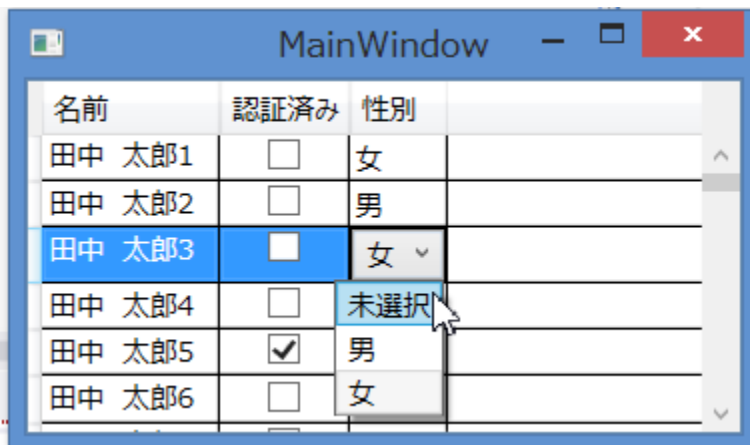 MainWindow
名前 認証済み 性別
田中 太郎1 女
田中 太郎2 男
田中 太郎3 女
田中 太郎4 未選択
田中 太郎5 男
田中 太郎6 女